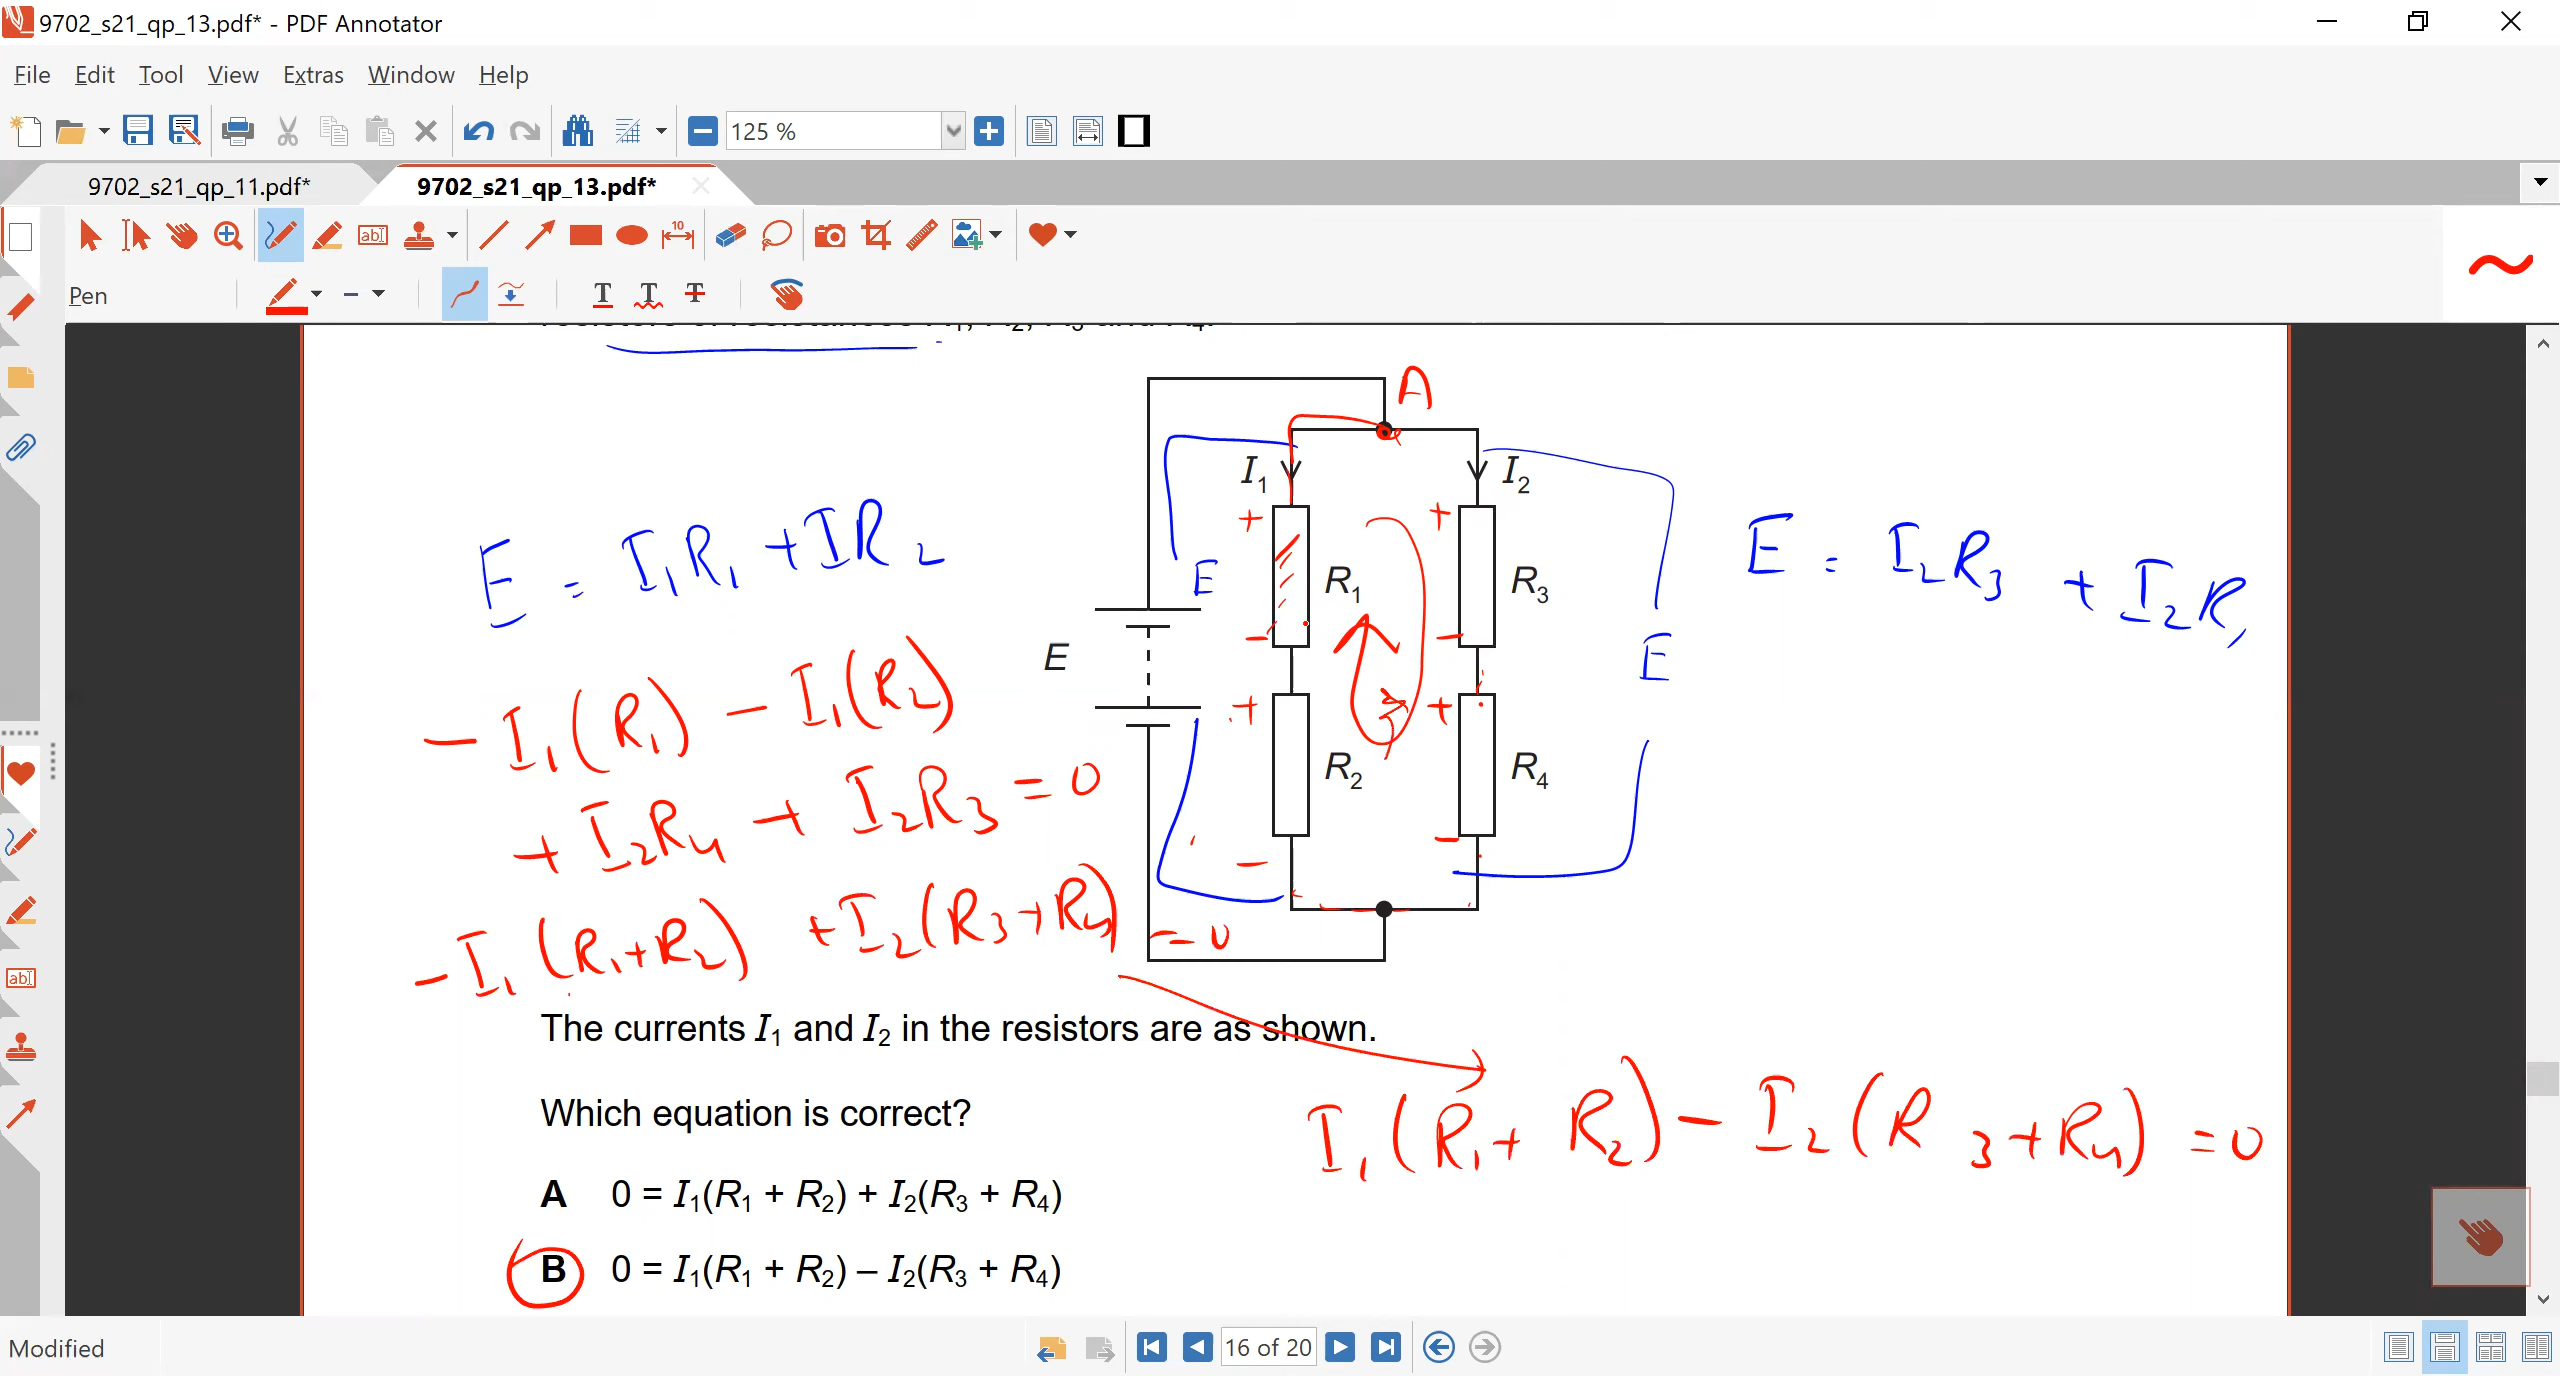 9702_s21_qp_13.pdf* - PDF Annotator
File Edit Tool View Extras Window Help
125 %
9702_s21_qp_11.pdf* 9702_s21_qp_13.pdf*
ab 10
Pen T T T
A
I₁ I₂
+ +
E = I₁R₁ + IR₂
E R₁ R₃
E = I₂R₃ + I₂R
- -
E E
- I₁(R₁) - I₁(R₂)
+ +
R₂ R₄
+ I₂R₄ + I₂R₃ = 0
- -
- I₁(R₁+R₂) + I₂(R₃+R₄) = 0
The currents I₁ and I₂ in the resistors are as shown.
Which equation is correct?
I₁(R₁+ R₂) - I₂(R₃+R₄) = 0
A 0 = I₁(R₁ + R₂) + I₂(R₃ + R₄)
B 0 = I₁(R₁ + R₂) – I₂(R₃ + R₄)
Modified 16 of 20